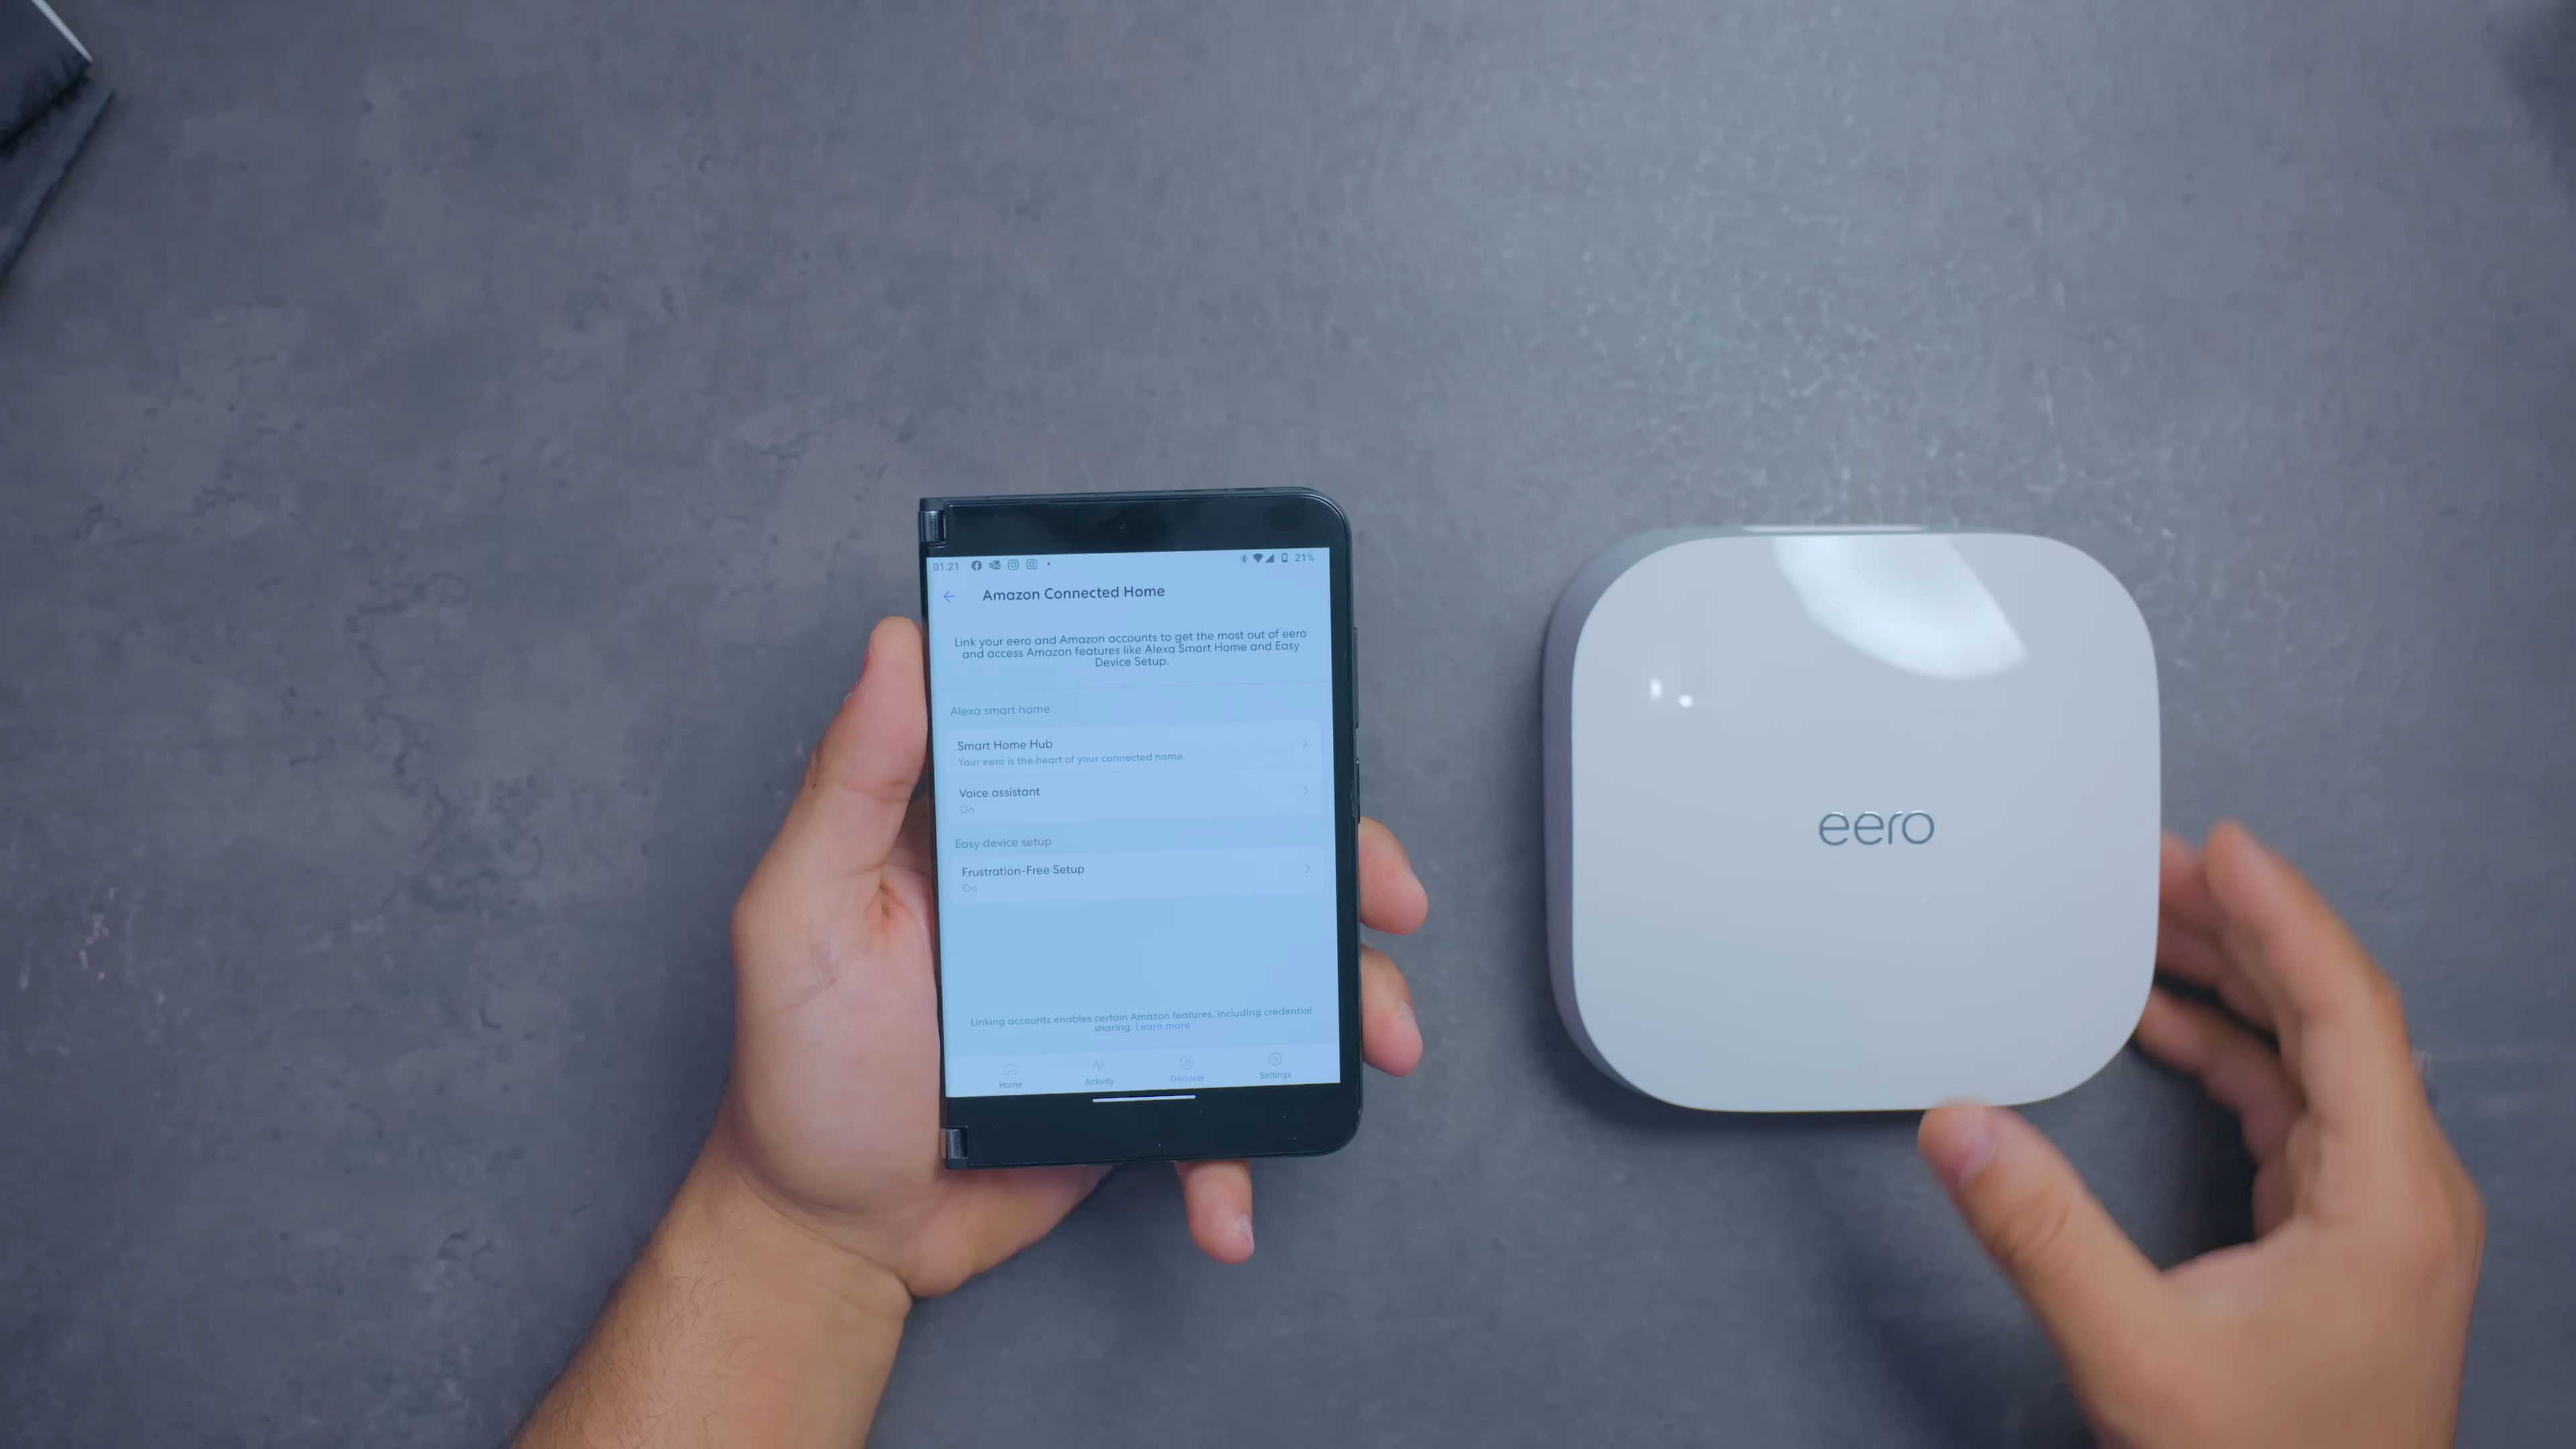 01:21
21%
Amazon Connected Home
Link your eero and Amazon accounts to get the most out of eero
and access Amazon features like Alexa Smart Home and Easy
Device Setup.
Alexa smart home
Smart Home Hub
Your eero is the heart of your connected home.
Voice assistant
On
Easy device setup
Frustration-Free Setup
On
Linking accounts enables certain Amazon features, including credential
sharing. Learn more
Home
Activity
Discover
Settings
eero